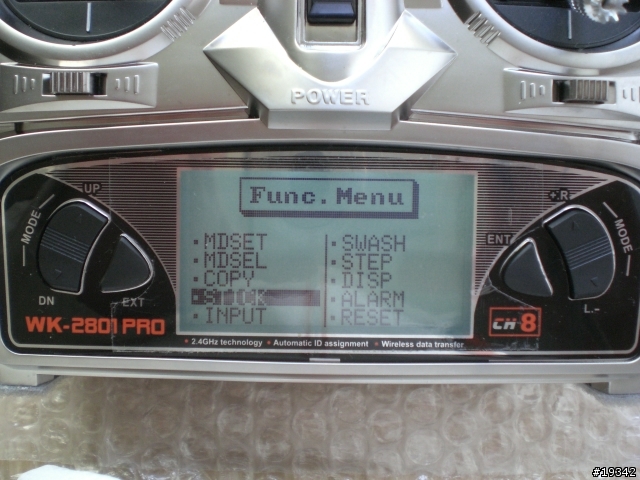 POWER
UP
MODE
DN
EXT
WK-2801 PRO
Func.Menu
MDSET
MDSEL
COPY
STICK
INPUT
SWASH
STEP
DISP
ALARM
RESET
+.R
MODE
ENT
L.-
CH 8
• 2.4GHz technology • Automatic ID assignment • Wireless data transfer
#19342